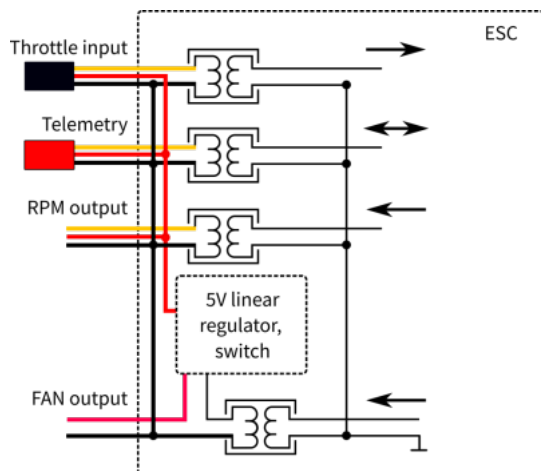 Throttle input
ESC
Telemetry
RPM output
5V linear
regulator,
switch
FAN output